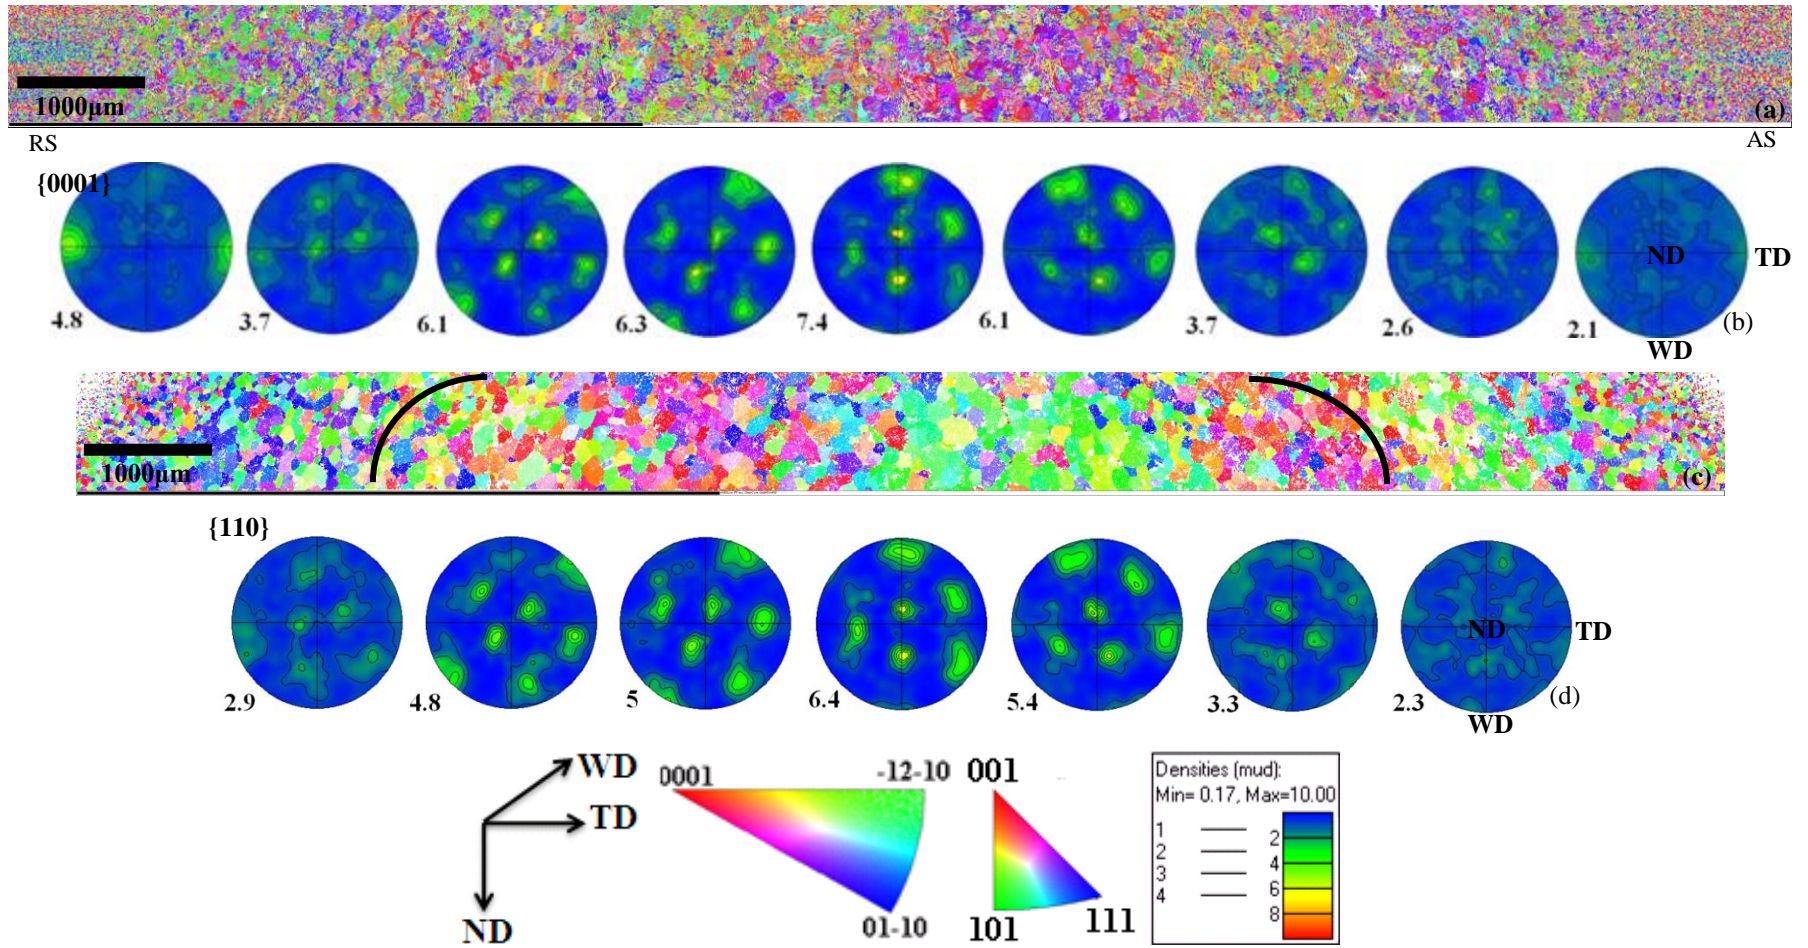 1000μm
(a)
RS
AS
{0001}
ND
TD
4.8
3.7
6.1
6.3
7.4
6.1
3.7
2.6
2.1
(b)
WD
1000μm
(c)
{110}
ND
TD
2.9
4.8
5
6.4
5.4
3.3
2.3
(d)
WD
WD
TD
ND
0001
-12-10
01-10
001
101
111
Densities (mud):
Min= 0.17, Max=10.00
1
2
3
4
2
4
6
8